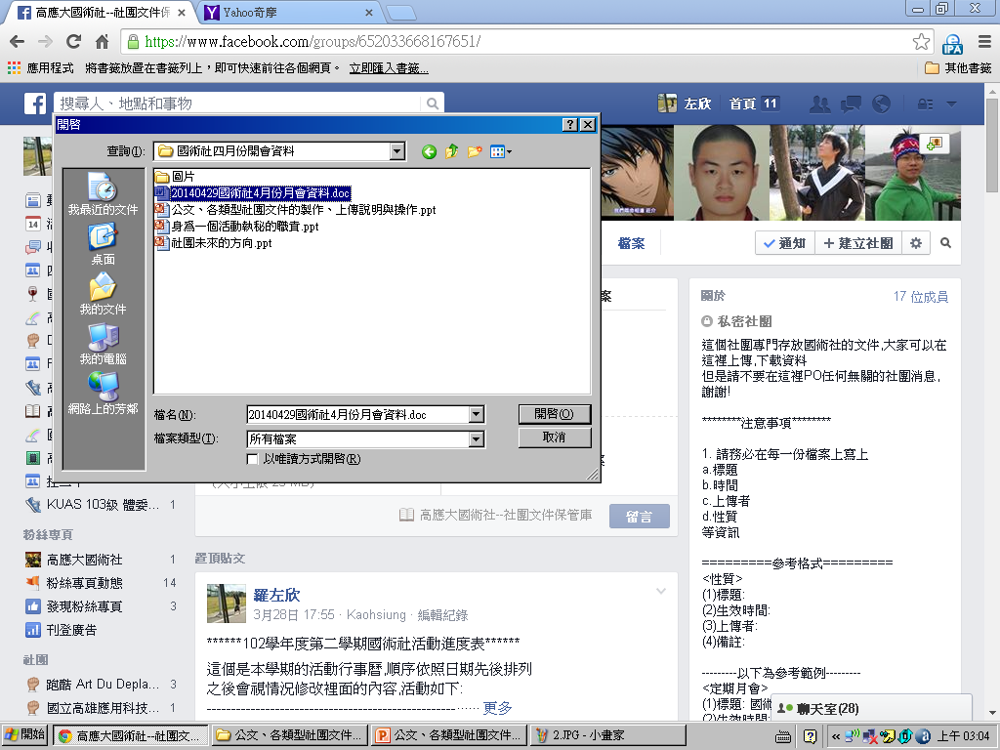 高應大國術社--社團文件保
Yahoo奇摩
https://www.facebook.com/groups/652033668167651/
應用程式 將書籤放置在書籤列上，即可快速前往各個網頁。 立即匯入書籤... 其他書籤
搜尋人、地點和事物
左欣 首頁 11
開啓
查詢(I): 國術社四月份開會資料
我最近的文件
桌面
我的文件
我的電腦
網路上的芳鄰
圖片
20140429國術社4月份月會資料.doc
公文、各類型社團文件的製作、上傳說明與操作.ppt
身為一個活動執秘的職責.ppt
社團未來的方向.ppt
檔名(N): 20140429國術社4月份月會資料.doc 開啓(O)
檔案類型(T): 所有檔案 取消
以唯讀方式開啓(R)
檔案 通知 建立社團
KUAS 103級 體委... 1
粉絲專頁
高應大國術社 1
粉絲專頁動態 14
發現粉絲專頁 3
刊登廣告
社團
跑酷 Art Du Depla... 3
國立高雄應用科技... 1
高應大國術社--社團文件保管庫 留言
置頂貼文
羅左欣
3月28日 17:55 · Kaohsiung · 編輯紀錄
******102學年度第二學期國術社活動進度表******
這個是本學期的活動行事曆,順序依照日期先後排列
之後會視情況修改裡面的內容,活動如下:
更多
關於 17 位成員
私密社團
這個社團專門存放國術社的文件,大家可以在
這裡上傳,下載資料
但是請不要在這裡PO任何無關的社團消息,
謝謝!
********注意事項********
1. 請務必在每一份檔案上寫上
a.標題
b.時間
c.上傳者
d.性質
等資訊
=========參考格式=========
<性質>
(1)標題:
(2)生效時間:
(3)上傳者:
(4)備註:
---------以下為參考範例--------
<定期月會>
(1)標題: 國術
(2)生效時間:
聊天室(28)
開始 高應大國術社--社團文... 公文、各類型社團文件... 公文、各類型社團文件... 2.JPG - 小畫家 上午 03:04